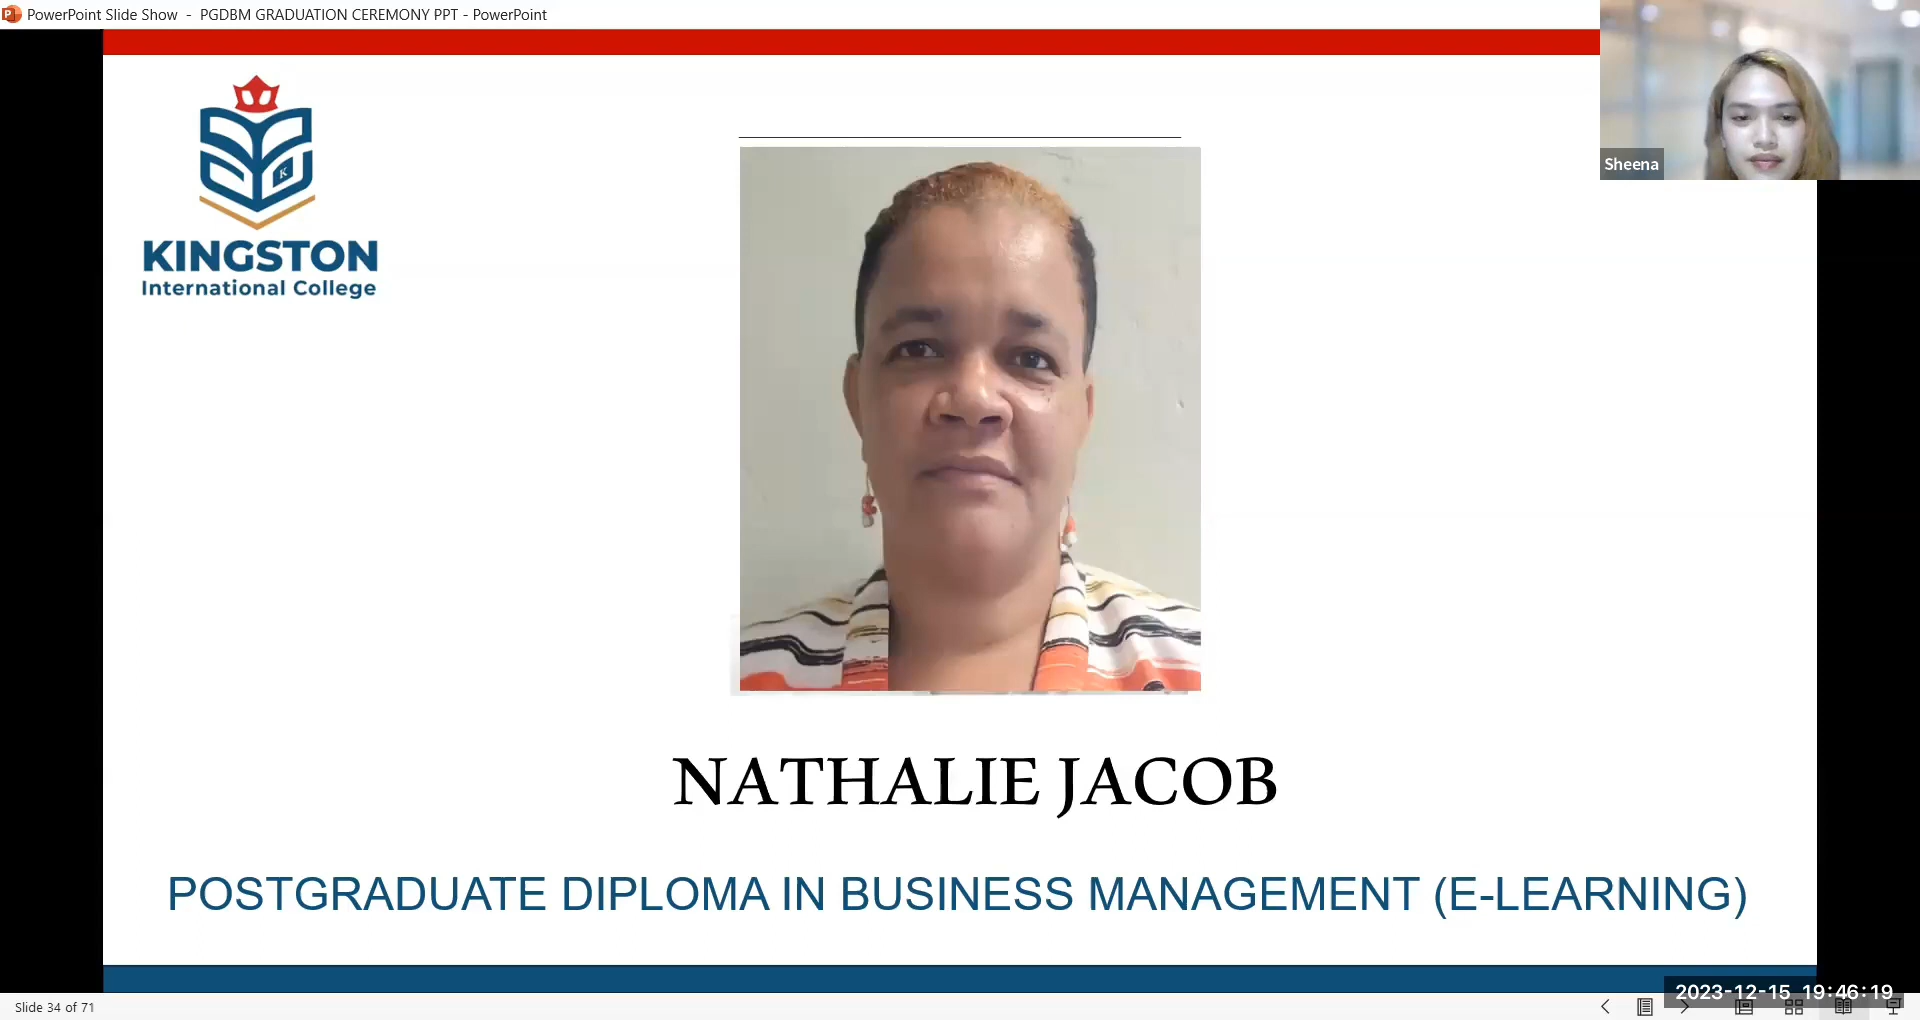 PowerPoint Slide Show - PGDBM GRADUATION CEREMONY PPT - PowerPoint
Sheena
K
KINGSTON
International College
NATHALIE JACOB
POSTGRADUATE DIPLOMA IN BUSINESS MANAGEMENT (E-LEARNING)
2023-12-15 19:46:19
Slide 34 of 71